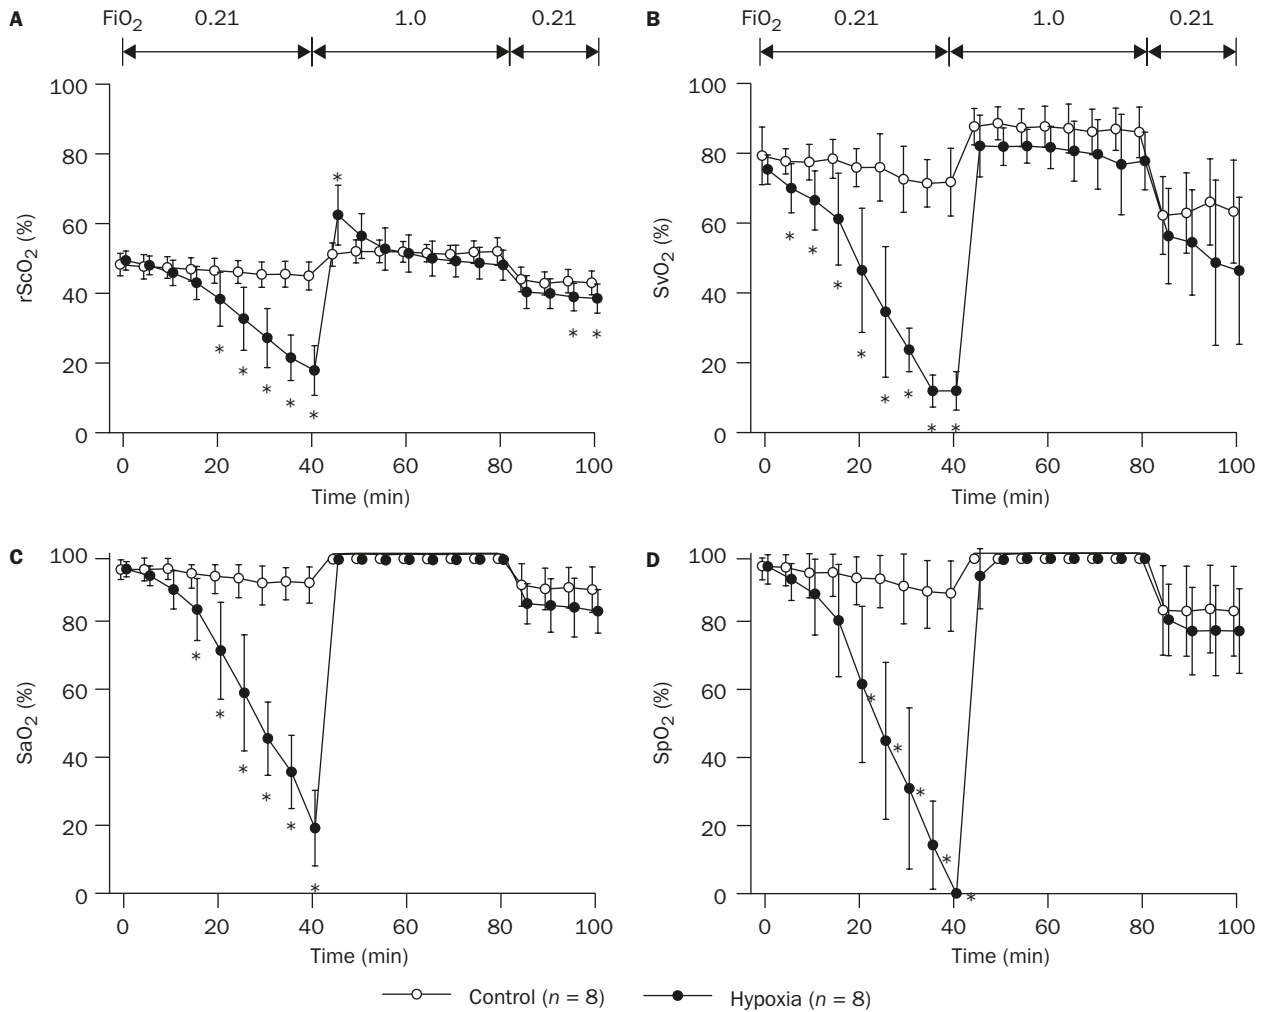 A FiO2 0.21 1.0 0.21
B FiO2 0.21 1.0 0.21
100
80
60
40
20
0
rScO2 (%)
0 20 40 60 80 100
Time (min)
*
* * * * *
* *
100
80
60
40
20
0
SvO2 (%)
0 20 40 60 80 100
Time (min)
* * * * * * * *
C
100
80
60
40
20
0
SaO2 (%)
0 20 40 60 80 100
Time (min)
* * * * * *
D
100
80
60
40
20
0
SpO2 (%)
0 20 40 60 80 100
Time (min)
* * * * *
Control (n = 8) Hypoxia (n = 8)